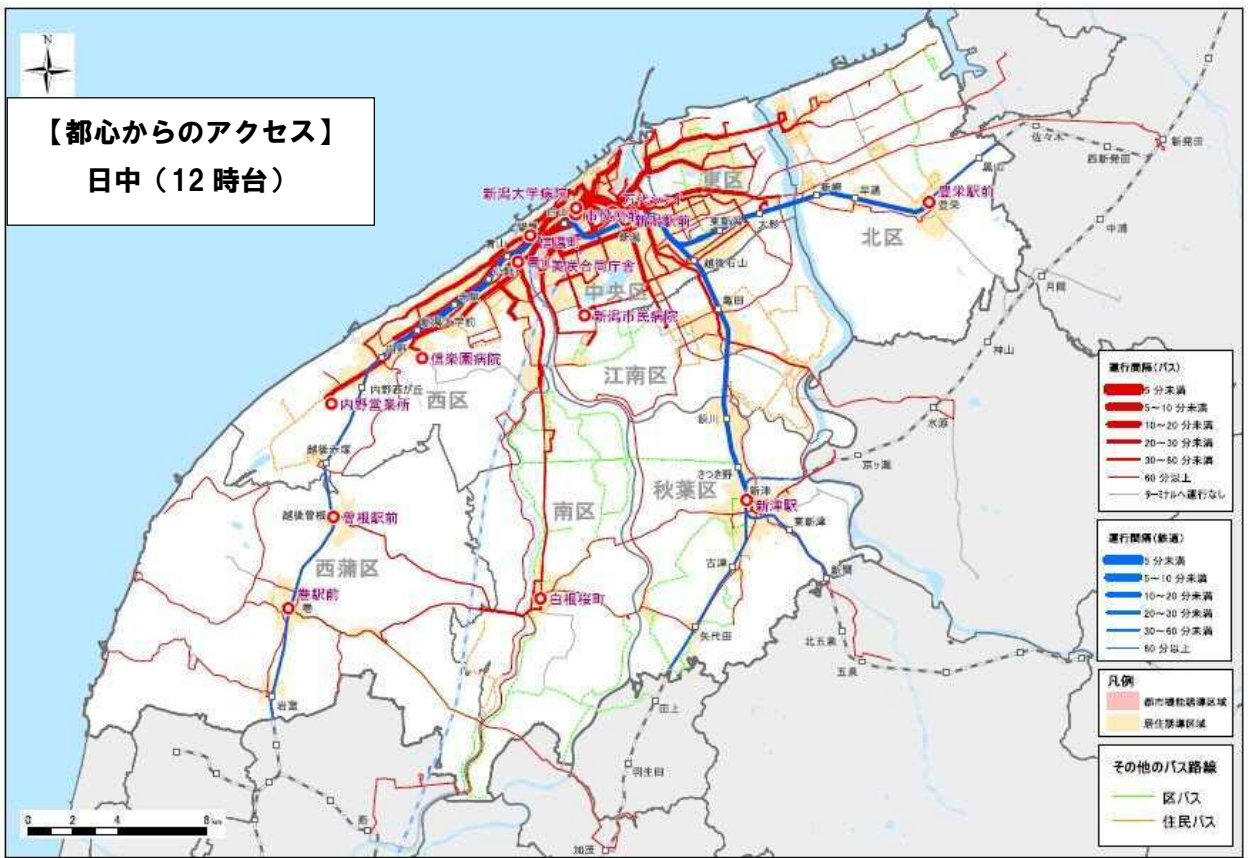 N
【都心からのアクセス】
日中（12時台）
新潟大学病院
新潟駅前
東区
新崎
早通
豊栄駅前
豊栄
黒山
佐々木
西新発田
新発田
中浦
月岡
神山
水原
京ヶ瀬
北区
東新潟
大形
新潟
越後石山
青山
美咲合同庁舎
中央区
亀田
新潟市民病院
信楽園病院
江南区
内野西が丘
内野営業所
西区
荻川
越後赤塚
さつき野
新津
新津駅
秋葉区
東新津
越後曽根
曽根駅前
南区
古津
新関
西蒲区
巻駅前
巻
白根桜町
矢代田
北五泉
五泉
岩室
田上
羽生田
加茂
運行間隔(バス)
5分未満
5～10分未満
10～20分未満
20～30分未満
30～60分未満
60分以上
ターミナルへ運行なし
運行間隔(鉄道)
5分未満
5～10分未満
10～20分未満
20～30分未満
30～60分未満
60分以上
凡例
都市機能誘導区域
居住誘導区域
その他のバス路線
区バス
住民バス
0 2 4 8 km